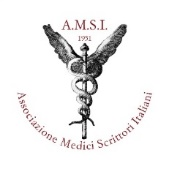 A.M.S.I.
1951
Associazione Medici Scrittori Italiani